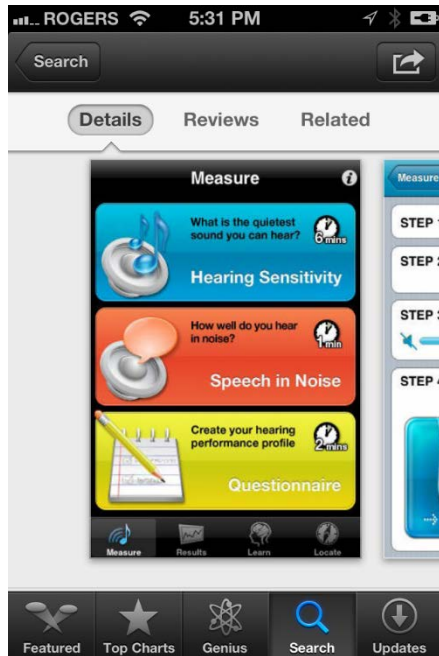 ROGERS 5:31 PM
Search
Details Reviews Related
Measure
What is the quietest
sound you can hear?
6 mins
Hearing Sensitivity
How well do you hear
in noise?
1 min
Speech in Noise
Create your hearing
performance profile
2 mins
Questionnaire
Measure Results Learn Locate
Measure
STEP
STEP
STEP
STEP
Featured Top Charts Genius Search Updates